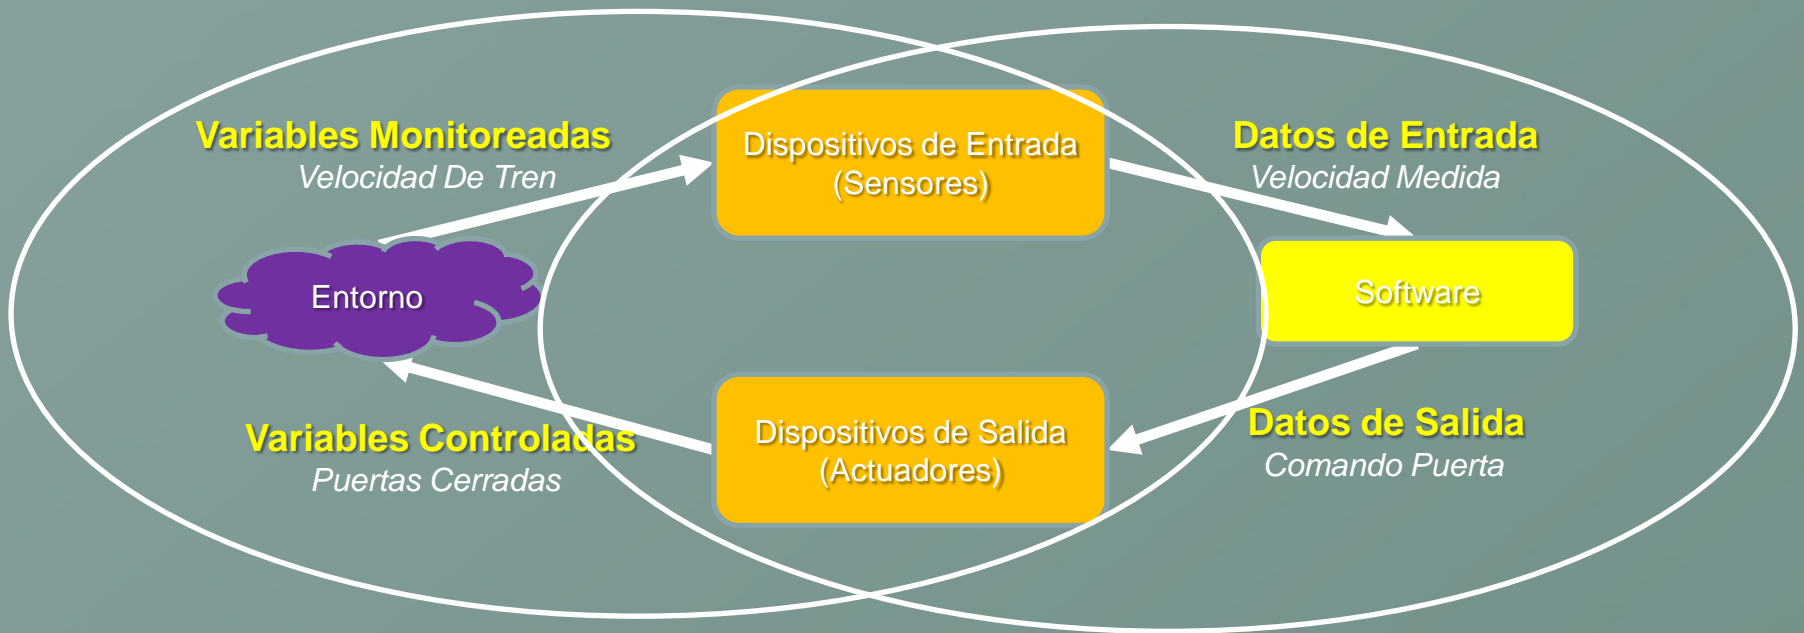 Variables Monitoreadas
Velocidad De Tren
Dispositivos de Entrada
(Sensores)
Datos de Entrada
Velocidad Medida
Entorno
Software
Variables Controladas
Puertas Cerradas
Dispositivos de Salida
(Actuadores)
Datos de Salida
Comando Puerta